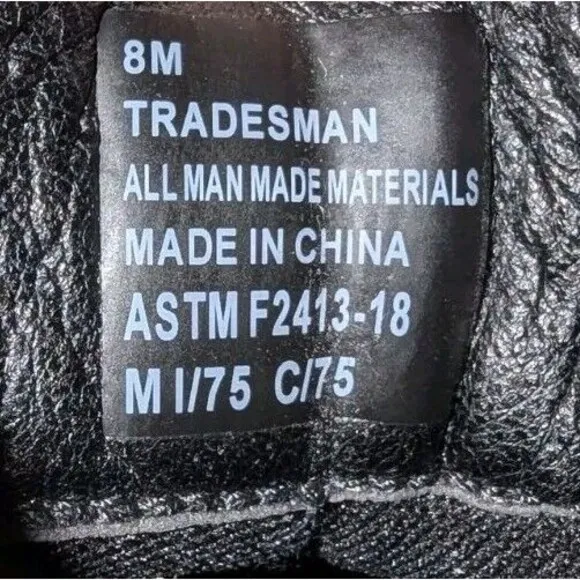 8M
TRADESMAN
ALL MAN MADE MATERIALS
MADE IN CHINA
ASTM F2413-18
M I/75 C/75